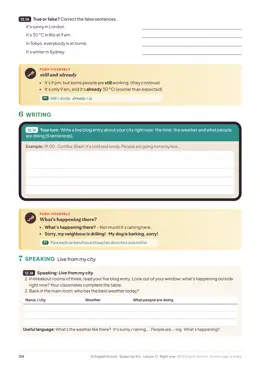 12.14 True or false? Correct the false sentences.
It's sunny in London.
It's 30 °C in Rio at 9 am.
In Tokyo, everybody is at home.
It's winter in Sydney.
PUSH YOURSELF
still and already
• It's 9 pm, but some people are still working. (they continue)
• It's only 9 am, and it's already 30 °C! (sooner than expected)
6 WRITING
Your turn. Write a live blog entry about your city right now: the time, the weather and what people are doing (5 sentences).
Example: 19:00 · Curitiba, Brazil. It's cold and windy. People are going home by bus ...
PUSH YOURSELF
What's happening there?
• What's happening there? – Not much! It's raining here.
• Sorry, my neighbour is drilling! My dog is barking, sorry!
7 SPEAKING Live from my city
Speaking: Live from my city
1. In breakout rooms of three, read your live blog entry. Look out of your window: what's happening outside right now? Your classmates complete the table.
2. Back in the main room: who has the best weather today?
Name / city Weather What people are doing
Useful language: What's the weather like there? It's sunny / raining ... People are ...-ing What's happening?